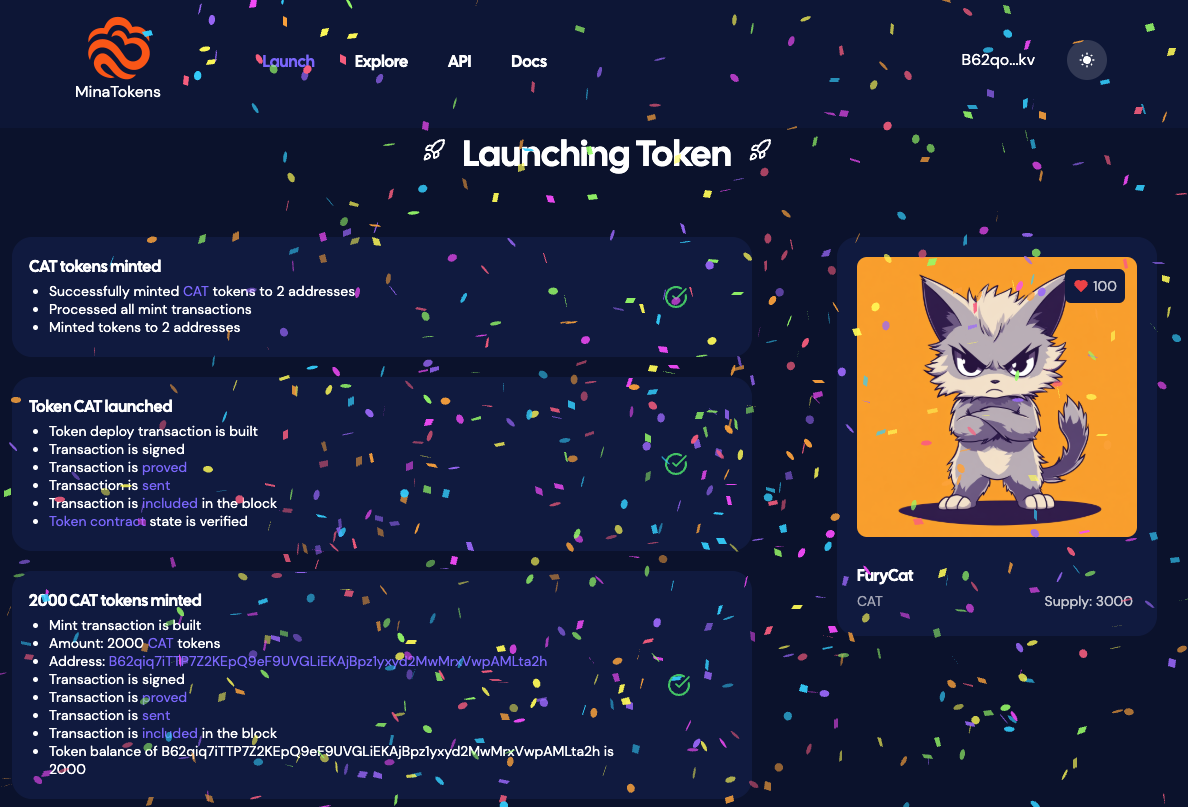 MinaTokens
Launch
Explore
API
Docs
B62qo...kv
Launching Token
CAT tokens minted
Successfully minted CAT tokens to 2 addresses
Processed all mint transactions
Minted tokens to 2 addresses
Token CAT launched
Token deploy transaction is built
Transaction is signed
Transaction is proved
Transaction is sent
Transaction is included in the block
Token contract state is verified
2000 CAT tokens minted
Mint transaction is built
Amount: 2000 CAT tokens
Address: B62qiq7iTTP7Z2KEpQ9eF9UVGLiEKAjBpz1yxyd2MwMrxVwpAMLta2h
Transaction is signed
Transaction is proved
Transaction is sent
Transaction is included in the block
Token balance of B62qiq7iTTP7Z2KEpQ9eF9UVGLiEKAjBpz1yxyd2MwMrxVwpAMLta2h is
2000
100
FuryCat
CAT
Supply: 3000